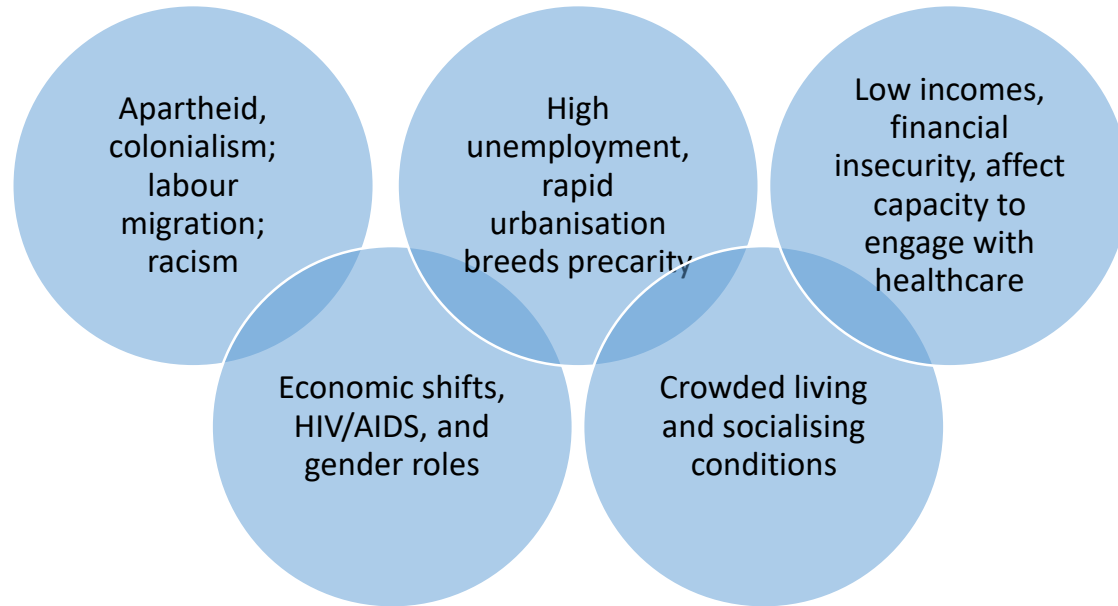 Apartheid,
colonialism;
labour
migration;
racism
High
unemployment,
rapid
urbanisation
breeds precarity
Low incomes,
financial
insecurity, affect
capacity to
engage with
healthcare
Economic shifts,
HIV/AIDS, and
gender roles
Crowded living
and socialising
conditions